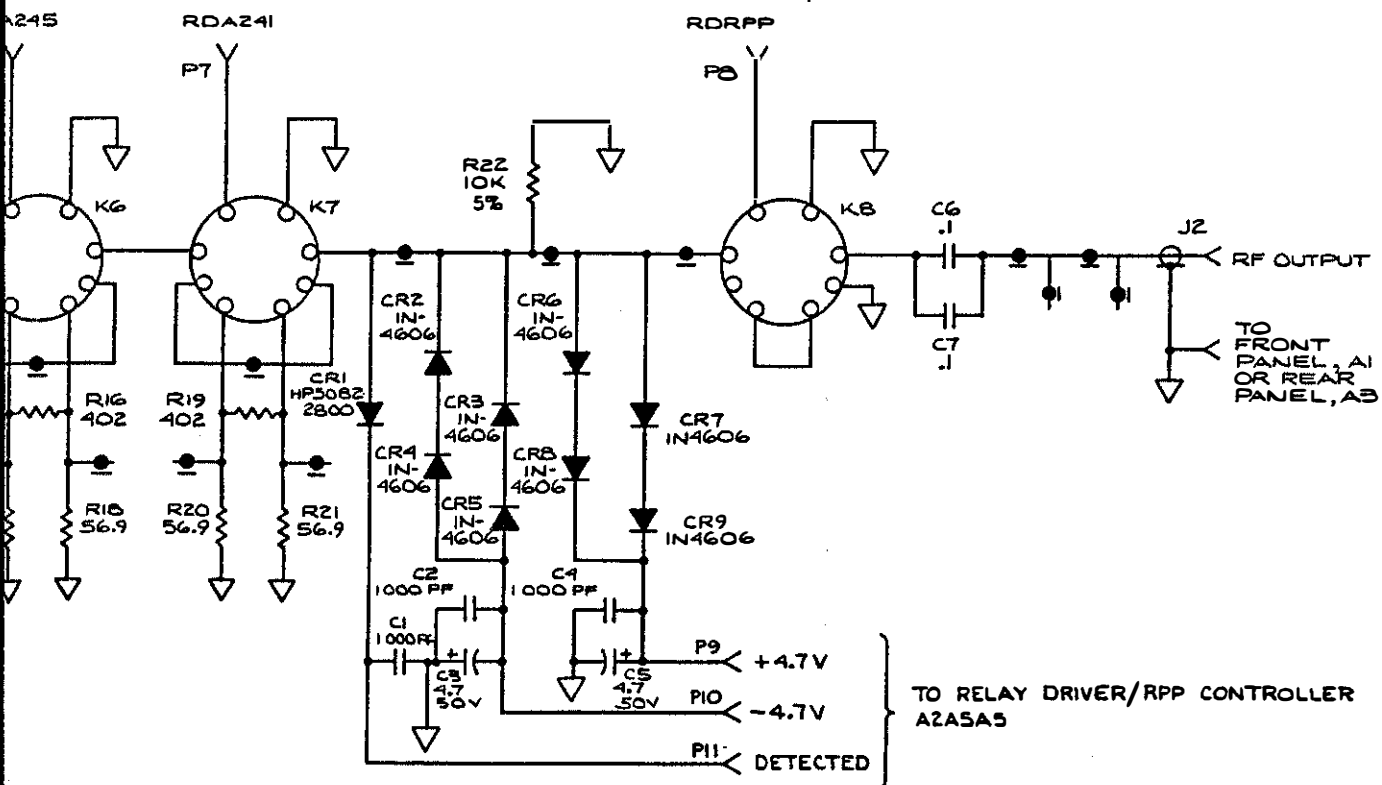 A245
RDA241
RDRPP
P7
P8
K6
K7
K8
R22
10K
5%
C6
.1
C7
.1
J2
RF OUTPUT
TO
FRONT
PANEL, A1
OR REAR
PANEL, A3
R16
402
R19
402
CR1
HP5082
2800
CR2
IN-
4606
CR6
IN-
4606
CR3
IN-
4606
CR7
IN4606
CR4
IN-
4606
CR8
IN-
4606
CR5
IN-
4606
CR9
IN4606
R18
56.9
R20
56.9
R21
56.9
C2
1000 PF
C4
1000 PF
C1
1000PF
+
C3
4.7
50V
+
C5
4.7
50V
P9
+4.7V
P10
-4.7V
P11
DETECTED
TO RELAY DRIVER/RPP CONTROLLER
A2A5A5